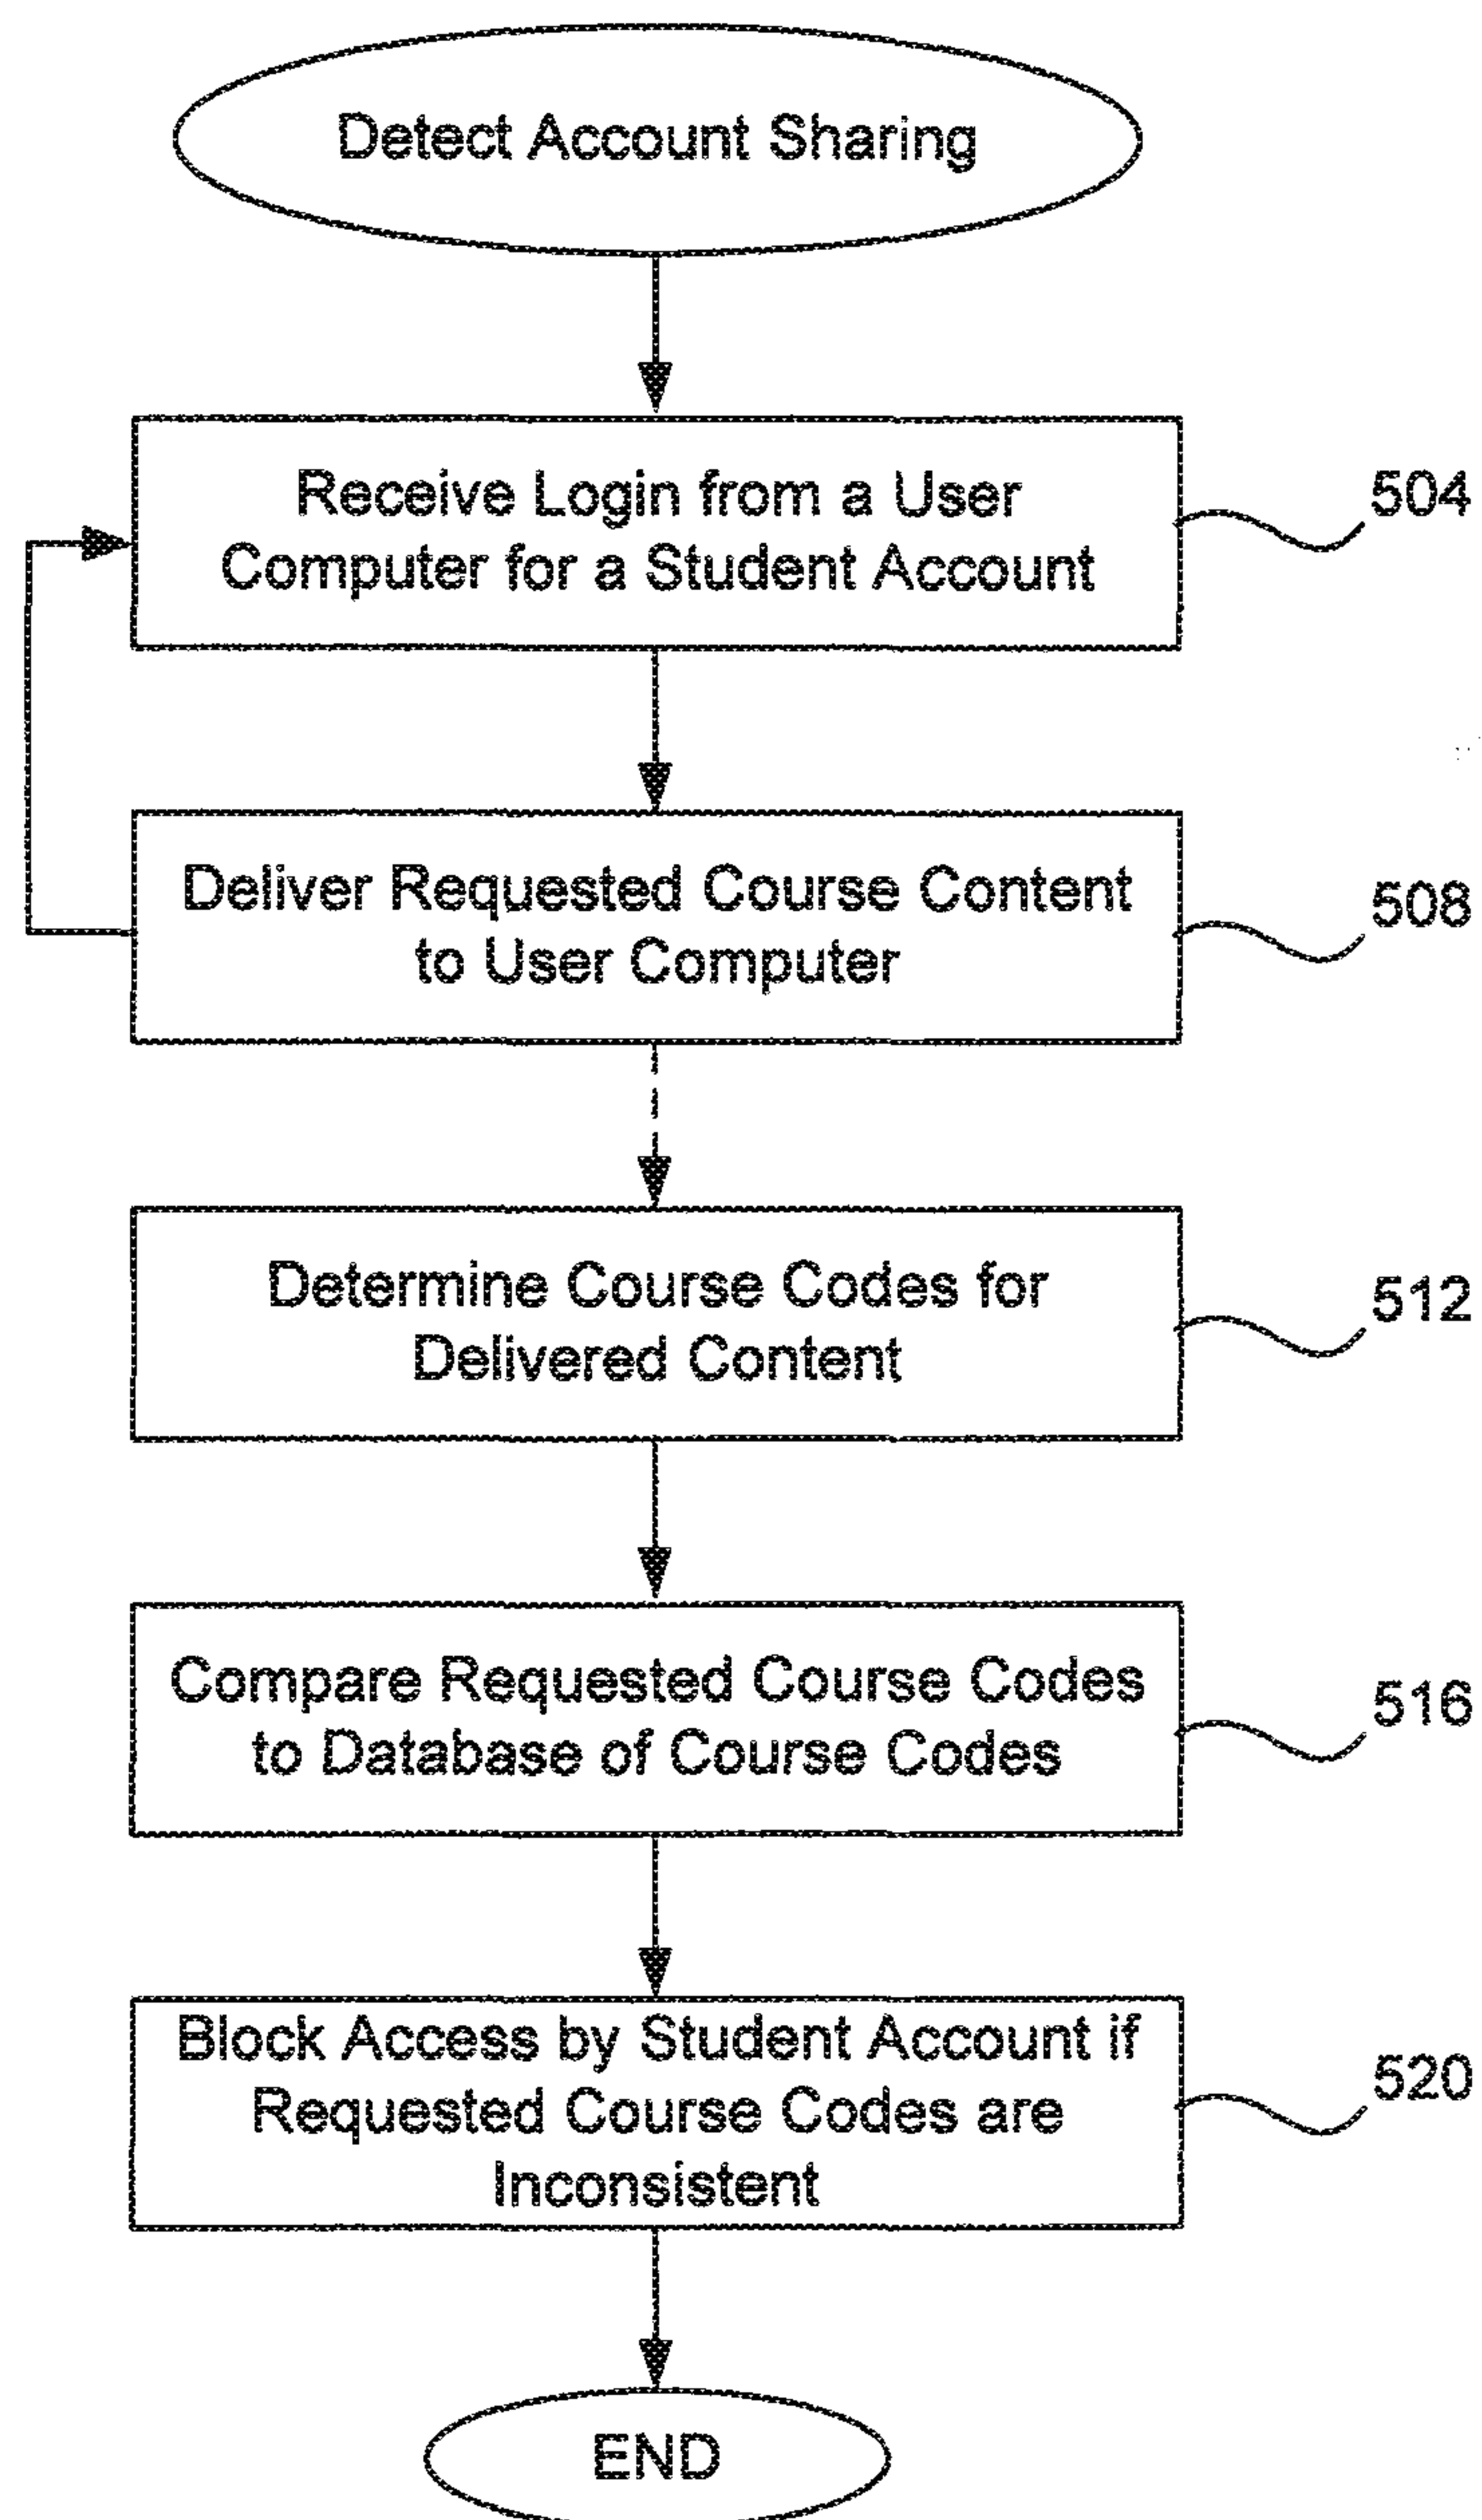 Detect Account Sharing
Receive Login from a User
Computer for a Student Account
504
Deliver Requested Course Content
to User Computer
508
Determine Course Codes for
Delivered Content
512
Compare Requested Course Codes
to Database of Course Codes
516
Block Access by Student Account if
Requested Course Codes are
Inconsistent
520
END